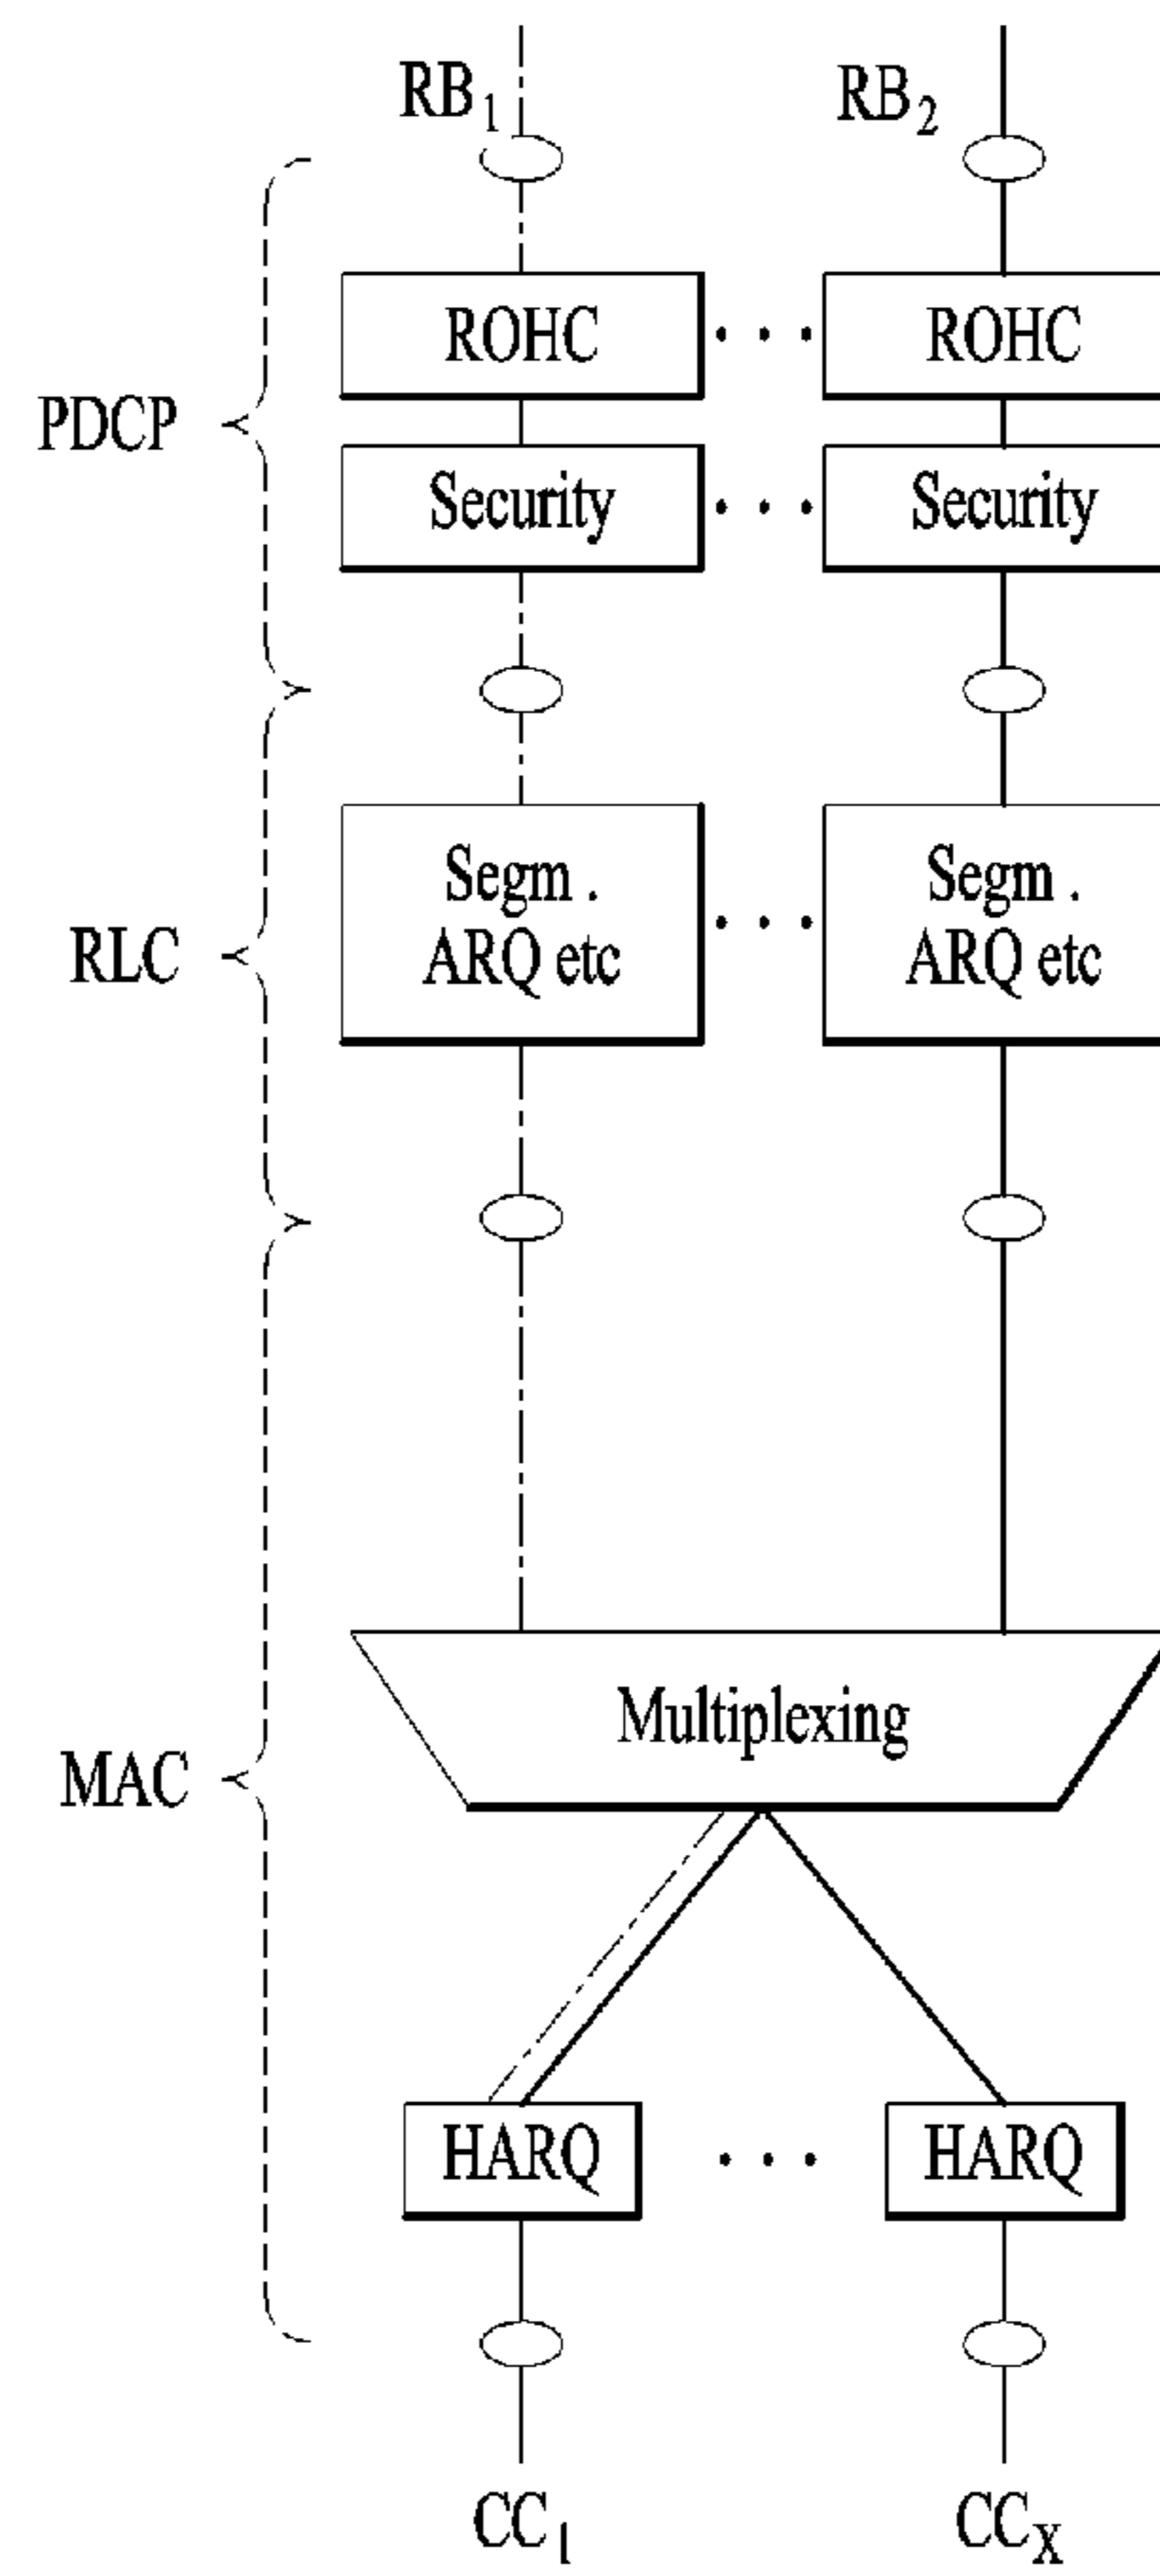 RB1 RB2
ROHC ... ROHC
PDCP
Security ... Security
Segm .
ARQ etc
...
Segm .
ARQ etc
RLC
Multiplexing
MAC
HARQ ... HARQ
CC1 CCX